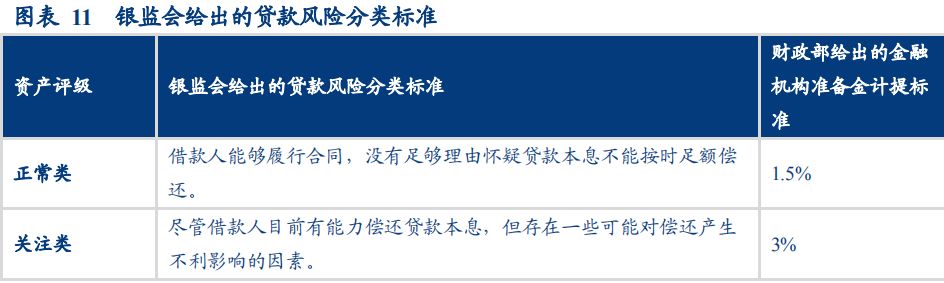 图表 11 银监会给出的贷款风险分类标准
资产评级
银监会给出的贷款风险分类标准
财政部给出的金融
机构准备金计提标
准
正常类
借款人能够履行合同，没有足够理由怀疑贷款本息不能按时足额偿
还。
1.5%
关注类
尽管借款人目前有能力偿还贷款本息，但存在一些可能对偿还产生
不利影响的因素。
3%